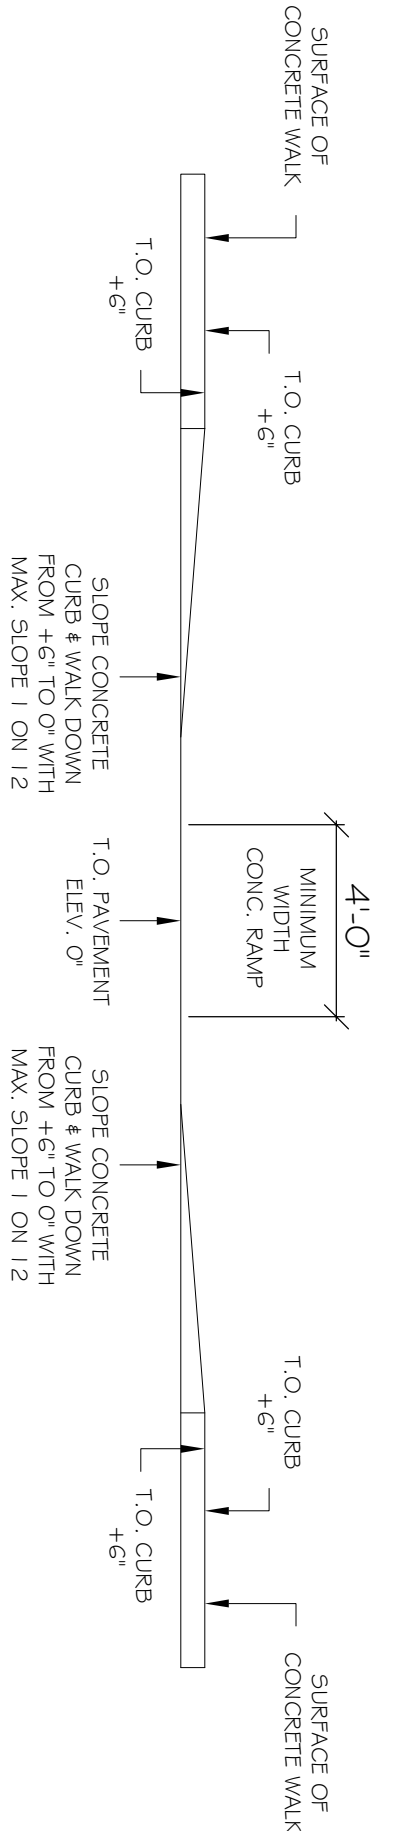 SURFACE OF
CONCRETE WALK
T.O. CURB
+6"
4'-0"
MINIMUM
WIDTH
CONC. RAMP
T.O. CURB
+6"
SURFACE OF
CONCRETE WALK
T.O. CURB
+6"
SLOPE CONCRETE
CURB & WALK DOWN
FROM +6" TO 0" WITH
MAX. SLOPE 1 ON 12
T.O. PAVEMENT
ELEV. 0"
SLOPE CONCRETE
CURB & WALK DOWN
FROM +6" TO 0" WITH
MAX. SLOPE 1 ON 12
T.O. CURB
+6"